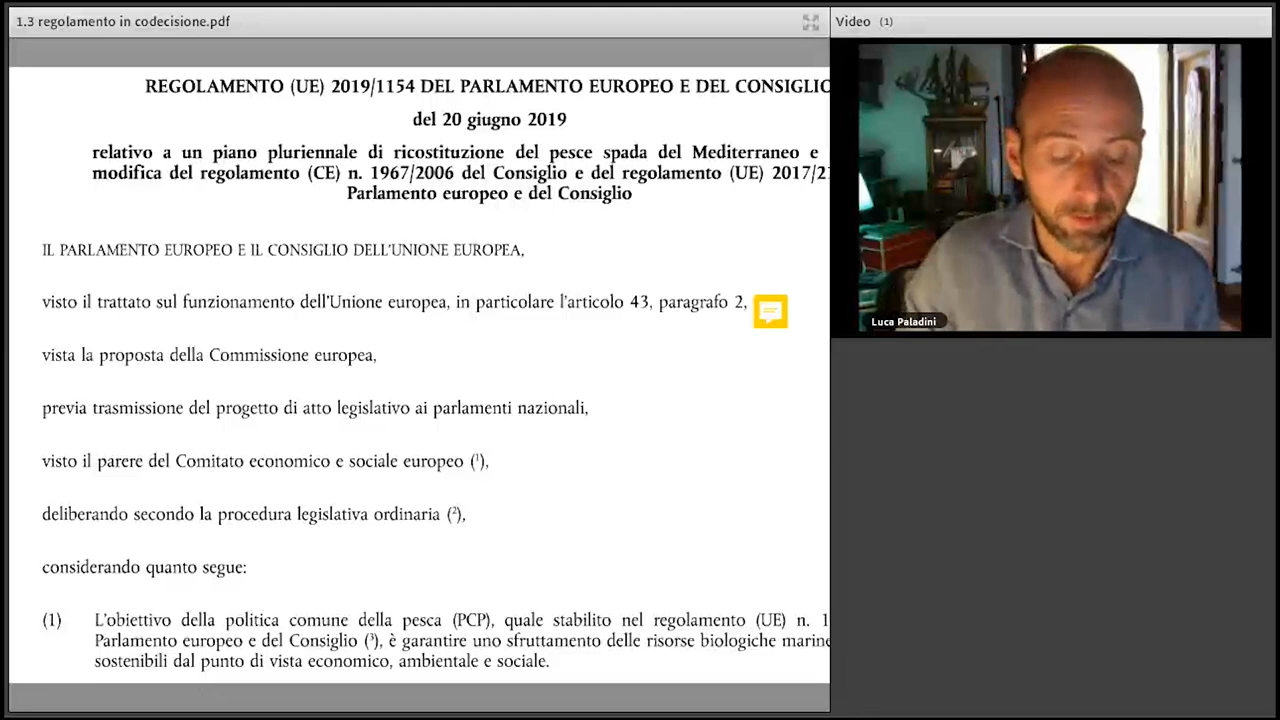 1.3 regolamento in codecisione.pdf
Video (1)
REGOLAMENTO (UE) 2019/1154 DEL PARLAMENTO EUROPEO E DEL CONSIGLIO
del 20 giugno 2019
relativo a un piano pluriennale di ricostituzione del pesce spada del Mediterraneo e
modifica del regolamento (CE) n. 1967/2006 del Consiglio e del regolamento (UE)
Parlamento europeo e del Consiglio
IL PARLAMENTO EUROPEO E IL CONSIGLIO DELL'UNIONE EUROPEA,
visto il trattato sul funzionamento dell'Unione europea, in particolare l'articolo 43, paragrafo 2,
vista la proposta della Commissione europea,
previa trasmissione del progetto di atto legislativo ai parlamenti nazionali,
visto il parere del Comitato economico e sociale europeo (1),
deliberando secondo la procedura legislativa ordinaria (2),
considerando quanto segue:
(1) L'obiettivo della politica comune della pesca (PCP), quale stabilito nel regolamento (UE) n. 1
Parlamento europeo e del Consiglio (3), è garantire uno sfruttamento delle risorse biologiche marine
sostenibili dal punto di vista economico, ambientale e sociale.
Luca Paladini